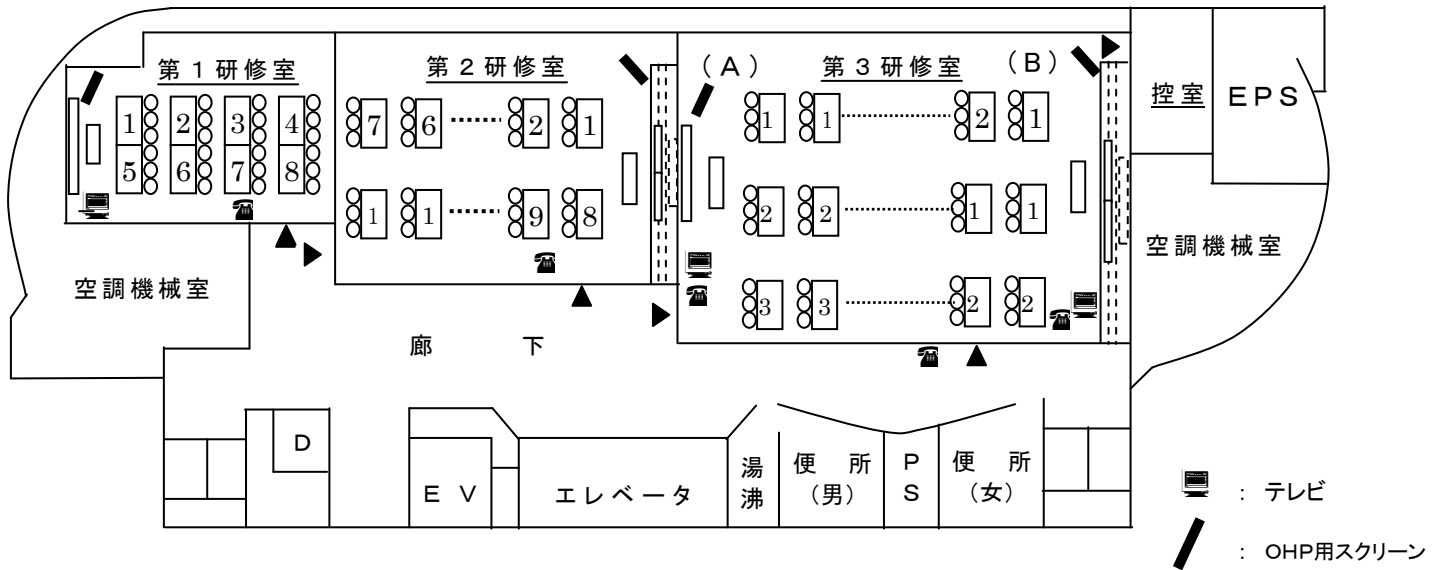 第１研修室
第２研修室
（Ａ）
第３研修室
（Ｂ）
控室
ＥＰＳ
1 2 3 4
5 6 7 8
7 6 2 1
1 1 9 8
1 1 2 1
2 2 1 1
3 3 2 2
空調機械室
空調機械室
廊下
Ｄ
ＥＶ
エレベータ
湯沸
便所（男）
ＰＳ
便所（女）
： テレビ
： OHP用スクリーン